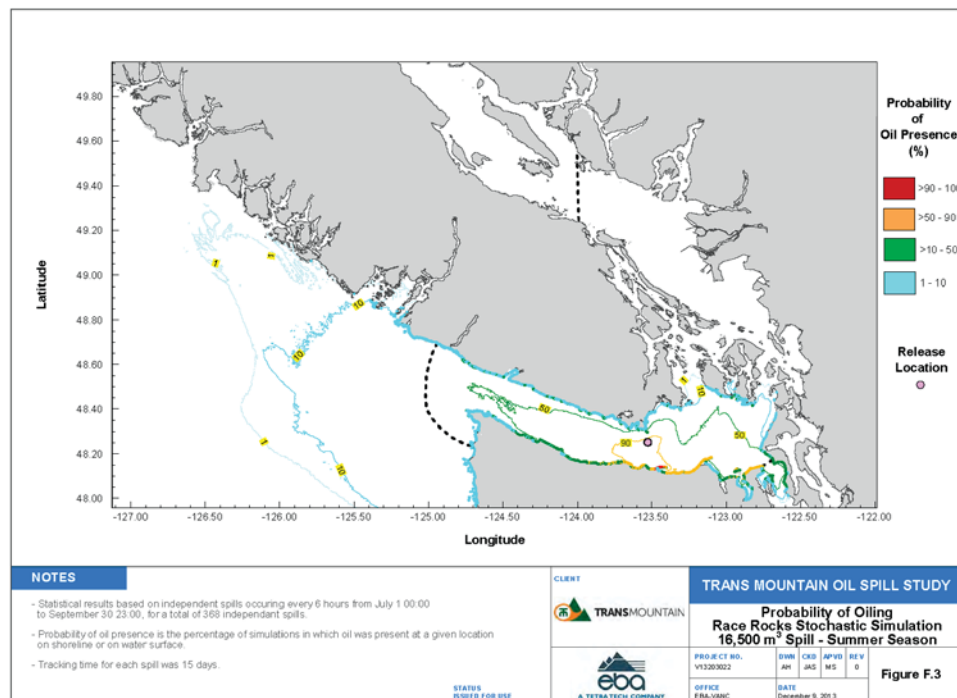 49.80
49.60
49.40
49.20
49.00
48.80
48.60
48.40
48.20
48.00
Latitude
-127.00 -126.50 -126.00 -125.50 -125.00 -124.50 -124.00 -123.50 -123.00 -122.50 -122.00
Longitude
1
10
10
1
10
50
90
50
1
10
Probability
of
Oil Presence
(%)
>90 - 100
>50 - 90
>10 - 50
1 - 10
Release
Location
NOTES
- Statistical results based on independent spills occuring every 6 hours from July 1 00:00
to September 30 23.00, for a total of 368 independant spills.
- Probability of oil presence is the percentage of simulations in which oil was present at a given location
on shoreline or on water surface.
- Tracking time for each spill was 15 days.
STATUS
ISSUED FOR USE
CLIENT
TRANSMOUNTAIN
eba
A TETRA TECH COMPANY
TRANS MOUNTAIN OIL SPILL STUDY
Probability of Oiling
Race Rocks Stochastic Simulation
16,500 m³ Spill - Summer Season
PROJECT NO. DWN CKD APVD REV
V13203022 AH JAS MS 0
OFFICE DATE
EBA-VANC December 9, 2013
Figure F.3